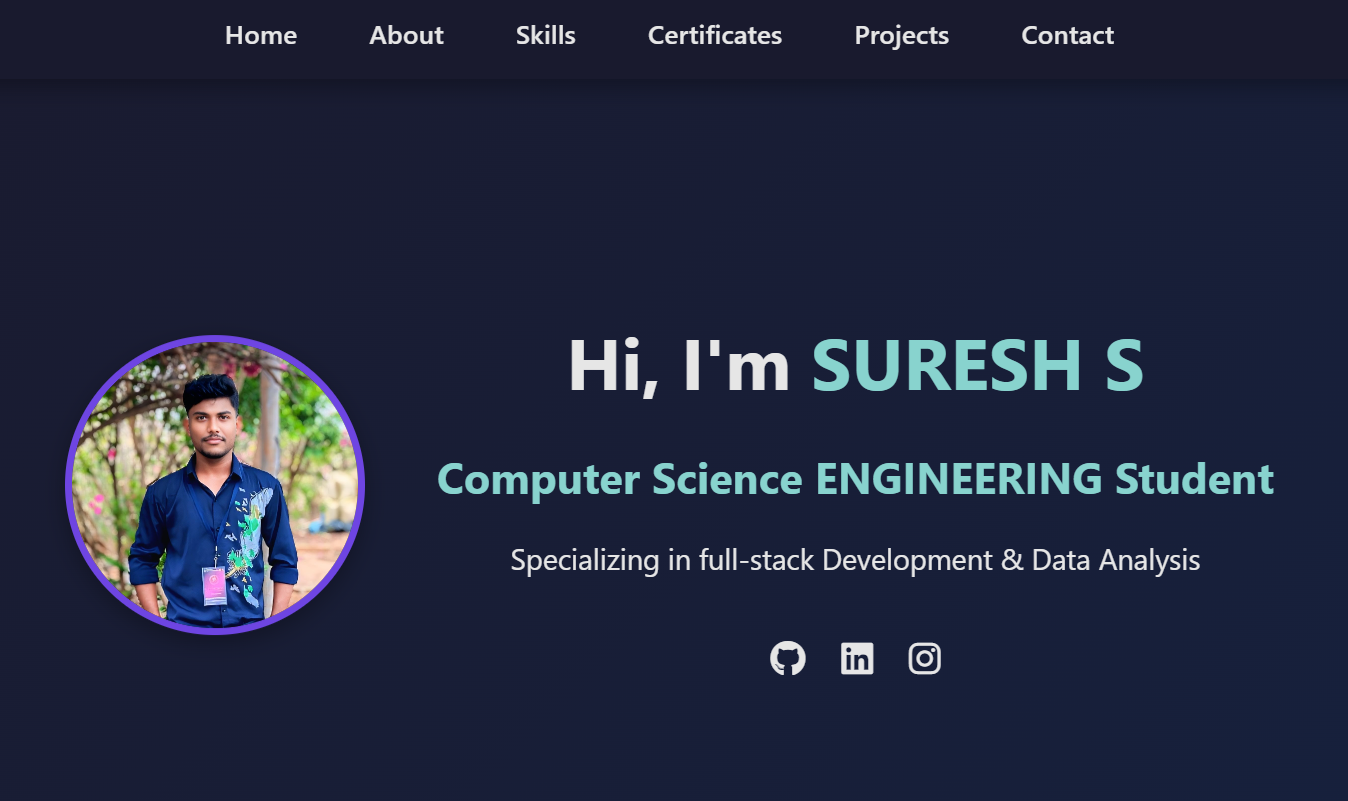 Home About Skills Certificates Projects Contact
Hi, I'm SURESH S
Computer Science ENGINEERING Student
Specializing in full-stack Development & Data Analysis
in